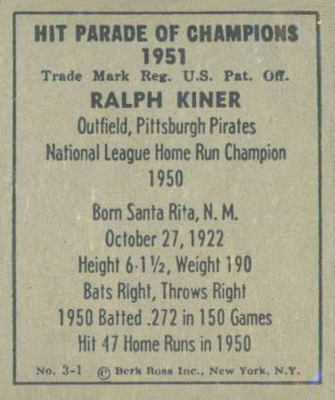 HIT PARADE OF CHAMPIONS
1951
Trade Mark Reg. U.S. Pat. Off.
RALPH KINER
Outfield, Pittsburgh Pirates
National League Home Run Champion
1950
Born Santa Rita, N. M.
October 27, 1922
Height 6-1½, Weight 190
Bats Right, Throws Right
1950 Batted .272 in 150 Games
Hit 47 Home Runs in 1950
No. 3-1 © Berk Ross Inc., New York, N.Y.